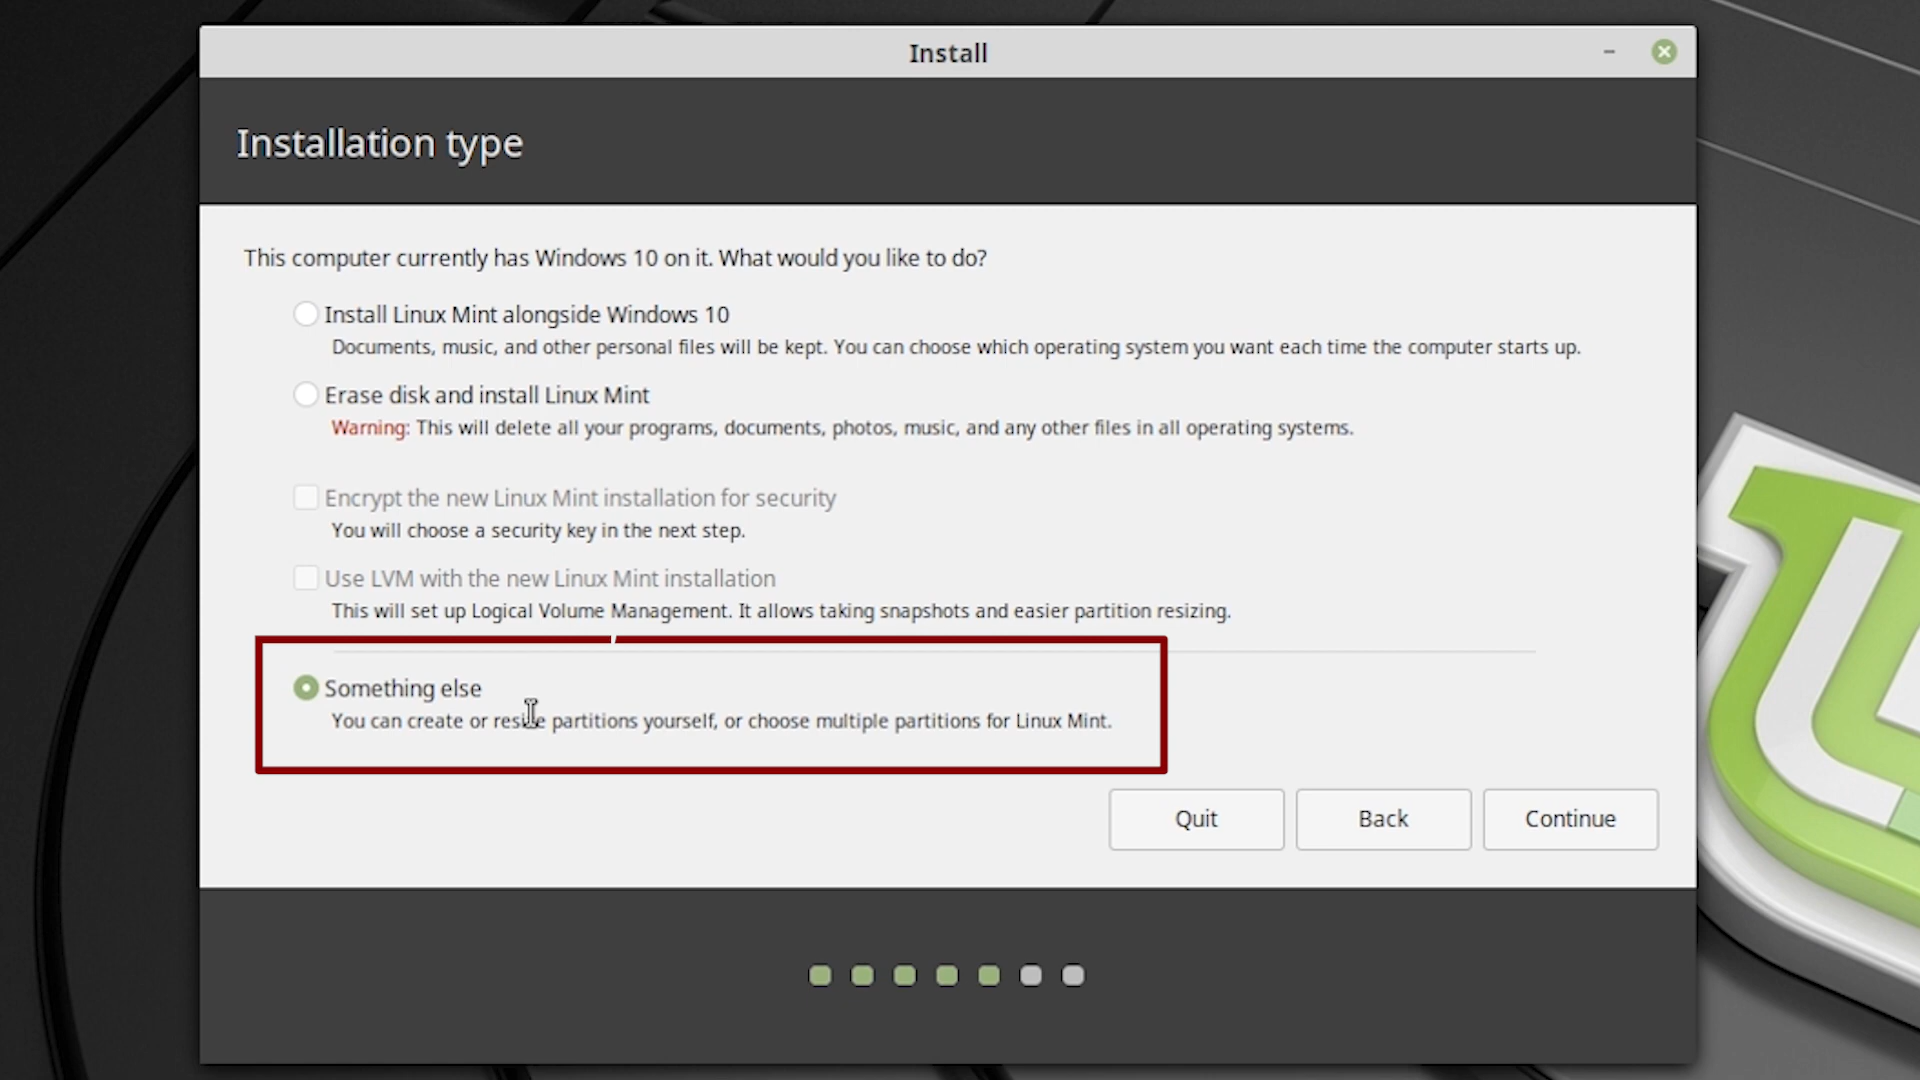 Install
Installation type
This computer currently has Windows 10 on it. What would you like to do?
Install Linux Mint alongside Windows 10
Documents, music, and other personal files will be kept. You can choose which operating system you want each time the computer starts up.
Erase disk and install Linux Mint
Warning: This will delete all your programs, documents, photos, music, and any other files in all operating systems.
Encrypt the new Linux Mint installation for security
You will choose a security key in the next step.
Use LVM with the new Linux Mint installation
This will set up Logical Volume Management. It allows taking snapshots and easier partition resizing.
Something else
You can create or resize partitions yourself, or choose multiple partitions for Linux Mint.
Quit Back Continue